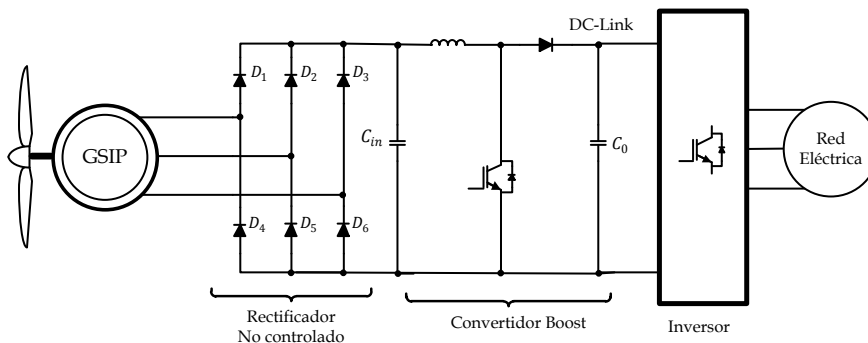 DC-Link
D1
D2
D3
GSIP
Cin
C0
Red
Eléctrica
D4
D5
D6
Rectificador
No controlado
Convertidor Boost
Inversor